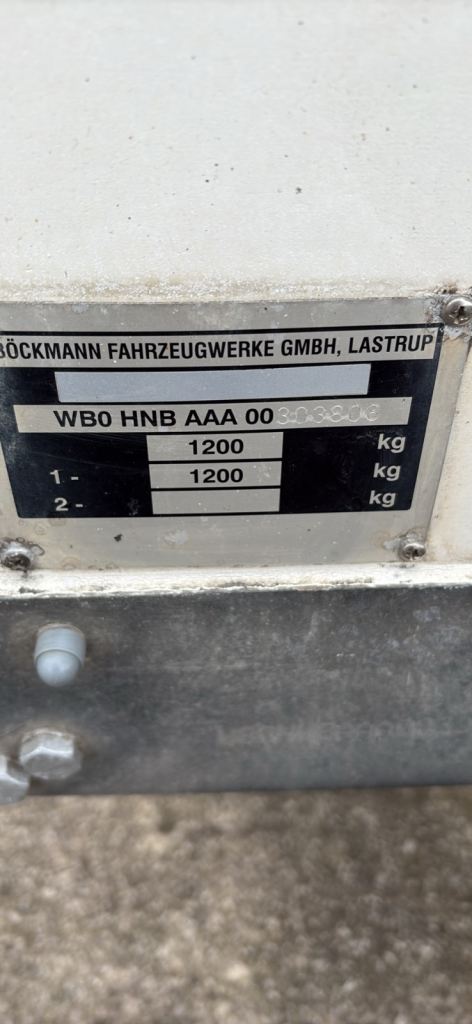 BÖCKMANN FAHRZEUGWERKE GMBH, LASTRUP
WB0 HNB AAA 00
1200 kg
1- 1200 kg
2- kg